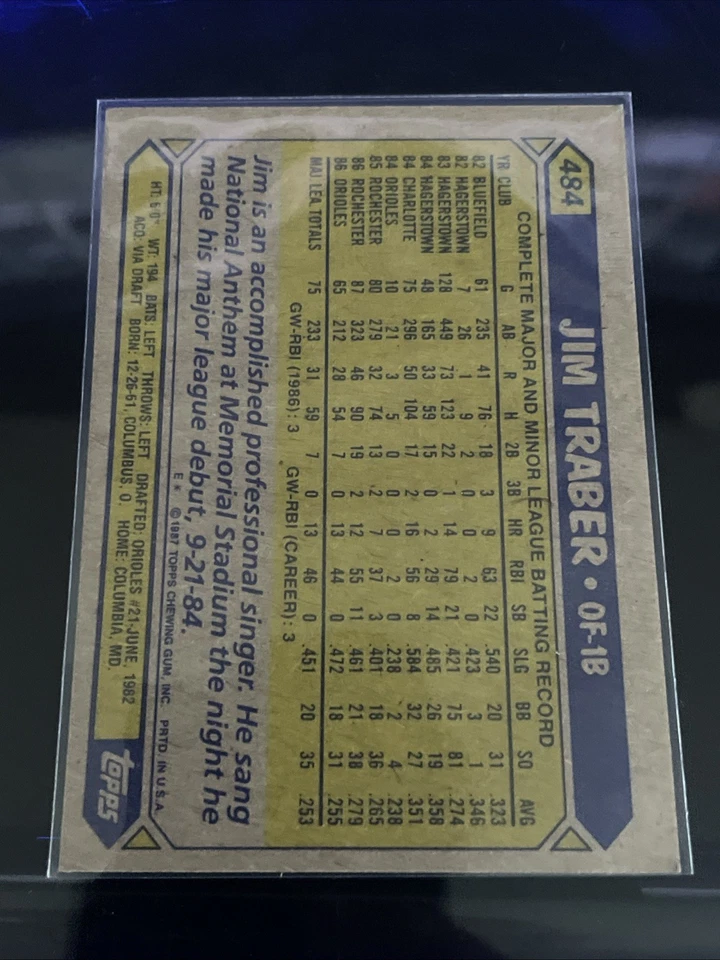 484
JIM TRABER • OF-1B
COMPLETE MAJOR AND MINOR LEAGUE BATTING RECORD
YR CLUB G AB R H 2B 3B HR RBI SB SLG BB SO AVG
82 BLUEFIELD 61 235 41 76 18 3 9 63 22 .540 20 31 .323
82 HAGERSTOWN 7 26 1 9 2 0 0 2 0 .423 3 1 .346
83 HAGERSTOWN 128 449 73 123 22 1 14 79 21 .421 75 81 .274
84 HAGERSTOWN 48 165 33 59 15 0 2 29 14 .485 26 19 .358
84 CHARLOTTE 75 296 50 104 17 2 16 56 8 .584 32 27 .351
84 ORIOLES 10 21 3 5 0 0 0 2 0 .238 2 4 .238
85 ROCHESTER 80 279 32 74 13 2 7 37 3 .401 18 36 .265
86 ROCHESTER 87 323 46 90 19 2 12 55 11 .461 21 38 .279
86 ORIOLES 65 212 28 54 7 0 13 44 0 .472 18 31 .255
MAJ. LEA. TOTALS 75 233 31 59 7 0 13 46 0 .451 20 35 .253
GW-RBI (1986): 3 GW-RBI (CAREER): 3
Jim is an accomplished professional singer. He sang
National Anthem at Memorial Stadium the night he
made his major league debut, 9-21-84.
E* © 1987 TOPPS CHEWING GUM, INC. PRTD. IN U.S.A.
HT: 6'0" WT: 194 BATS: LEFT THROWS: LEFT DRAFTED: ORIOLES #21-JUNE, 1982
ACQ: VIA DRAFT BORN: 12-26-61, COLUMBUS, O. HOME: COLUMBIA, MD.
topps